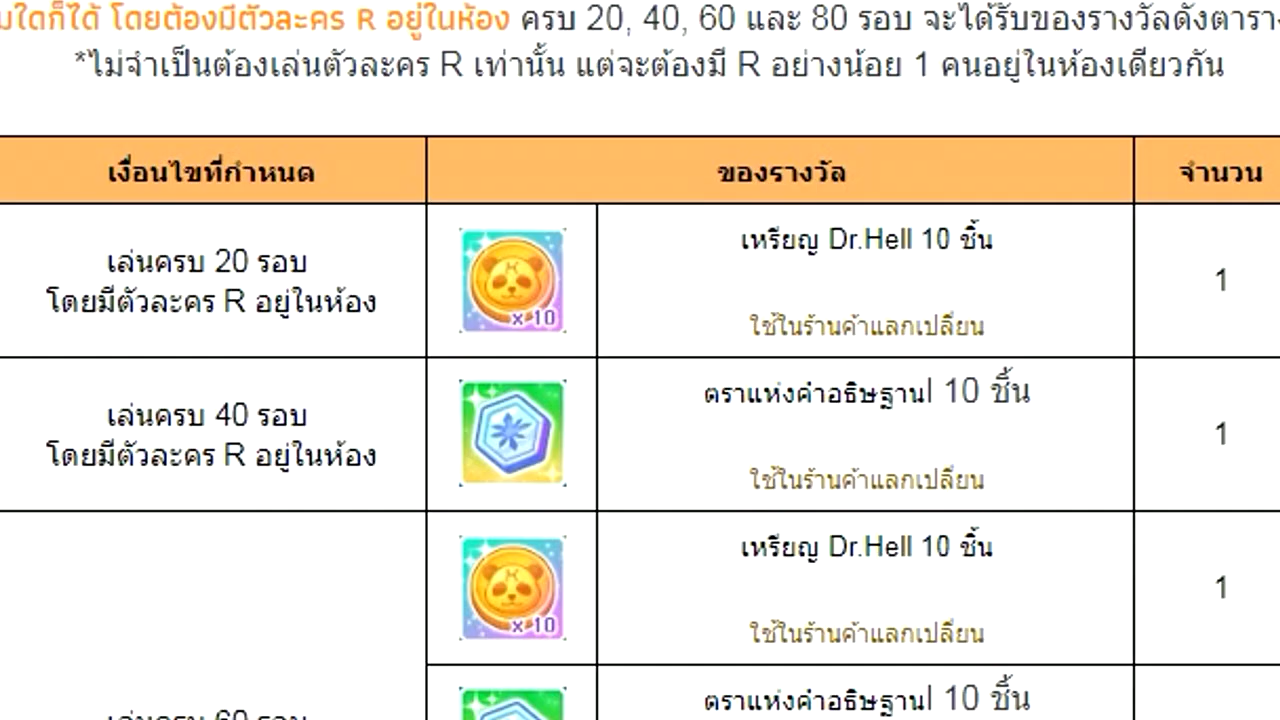 มใดก็ได้ โดยต้องมีตัวละคร R อยู่ในห้อง ครบ 20, 40, 60 และ 80 รอบ จะได้รับของรางวัลดังตาราง
*ไม่จำเป็นต้องเล่นตัวละคร R เท่านั้น แต่จะต้องมี R อย่างน้อย 1 คนอยู่ในห้องเดียวกัน
เงื่อนไขที่กำหนด
ของรางวัล
จำนวน
เล่นครบ 20 รอบ
โดยมีตัวละคร R อยู่ในห้อง
x 10
เหรียญ Dr.Hell 10 ชิ้น
ใช้ในร้านค้าแลกเปลี่ยน
1
เล่นครบ 40 รอบ
โดยมีตัวละคร R อยู่ในห้อง
ตราแห่งคำอธิษฐานl 10 ชิ้น
ใช้ในร้านค้าแลกเปลี่ยน
1
เล่นครบ 60 รอบ
x 10
เหรียญ Dr.Hell 10 ชิ้น
ใช้ในร้านค้าแลกเปลี่ยน
1
ตราแห่งคำอธิษฐานl 10 ชิ้น